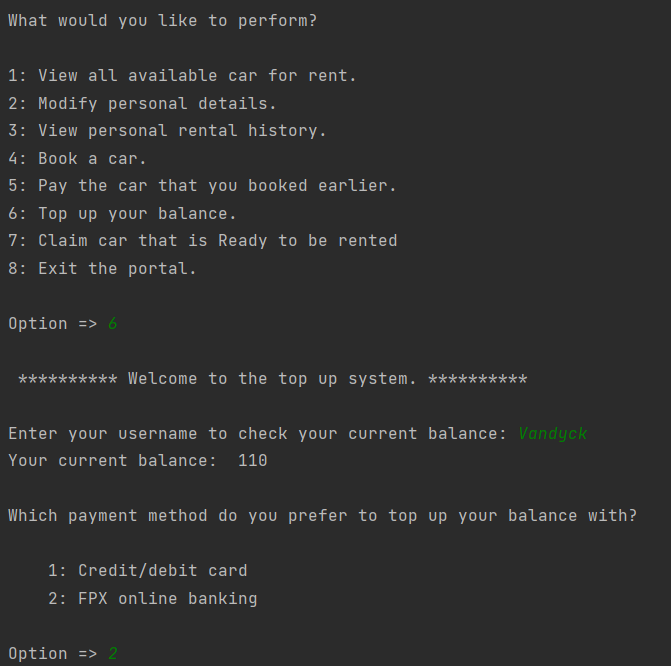 What would you like to perform?
1: View all available car for rent.
2: Modify personal details.
3: View personal rental history.
4: Book a car.
5: Pay the car that you booked earlier.
6: Top up your balance.
7: Claim car that is Ready to be rented
8: Exit the portal.
Option => 6
********** Welcome to the top up system. **********
Enter your username to check your current balance: Vandyck
Your current balance:  110
Which payment method do you prefer to top up your balance with?
1: Credit/debit card
2: FPX online banking
Option => 2